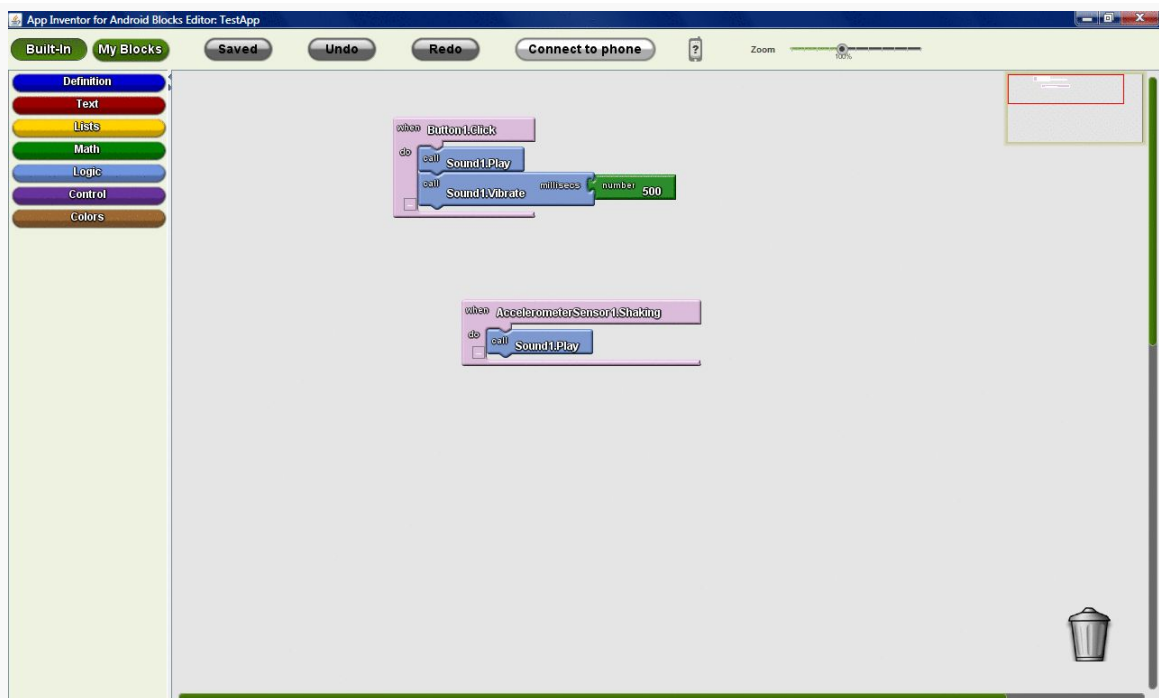 App Inventor for Android Blocks Editor: TestApp
Built-In My Blocks Saved Undo Redo Connect to phone ? Zoom
100%
Definition
Text
Lists
Math
Logic
Control
Colors
when Button1.Click
do call Sound1.Play
call Sound1.Vibrate millisecs number 500
when AccelerometerSensor1.Shaking
do call Sound1.Play